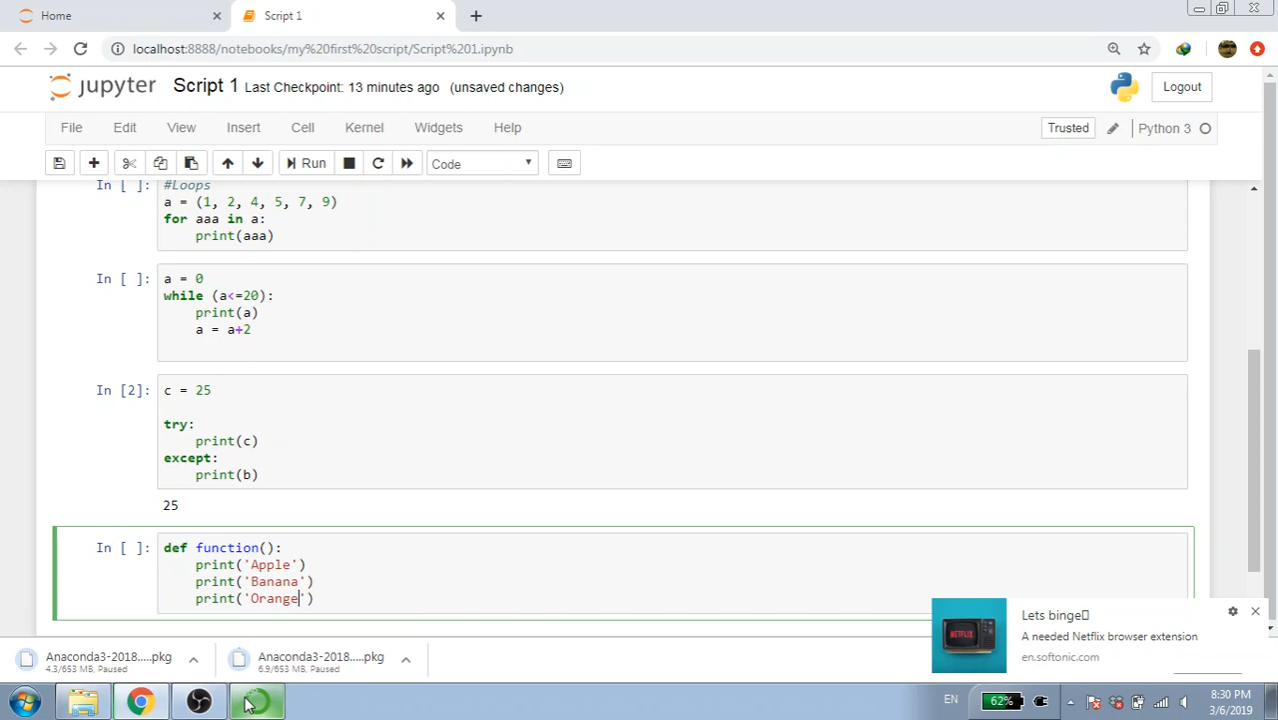 Home
Script 1
localhost:8888/notebooks/my%20first%20script/Script%201.ipynb
jupyter Script 1 Last Checkpoint: 13 minutes ago (unsaved changes)
Logout
File Edit View Insert Cell Kernel Widgets Help
Trusted
Python 3
Run
Code
In [ ]:
#Loops
a = (1, 2, 4, 5, 7, 9)
for aaa in a:
    print(aaa)
In [ ]:
a = 0
while (a<=20):
    print(a)
    a = a+2
In [2]:
c = 25
try:
    print(c)
except:
    print(b)
25
In [ ]:
def function():
    print('Apple')
    print('Banana')
    print('Orange')
Lets binge
A needed Netflix browser extension
en.softonic.com
NETFLIX
Anaconda3-2018.....pkg
4.3/653 MB, Paused
Anaconda3-2018.....pkg
6.9/653 MB, Paused
EN
62%
8:30 PM
3/6/2019